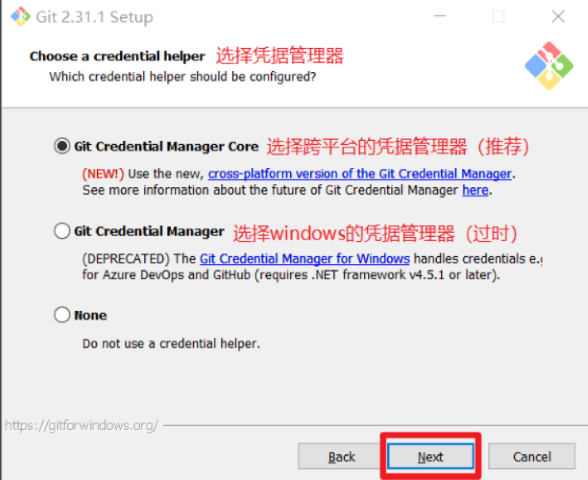 Git 2.31.1 Setup
Choose a credential helper 选择凭据管理器
Which credential helper should be configured?
Git Credential Manager Core 选择跨平台的凭据管理器（推荐）
(NEW!) Use the new, cross-platform version of the Git Credential Manager.
See more information about the future of Git Credential Manager here.
Git Credential Manager 选择windows的凭据管理器（过时）
(DEPRECATED) The Git Credential Manager for Windows handles credentials e.g
for Azure DevOps and GitHub (requires .NET framework v4.5.1 or later).
None
Do not use a credential helper.
https://gitforwindows.org/
Back Next Cancel